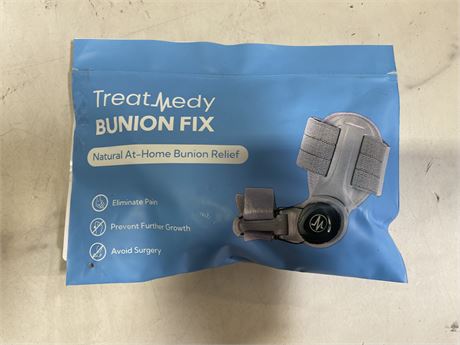 TreatMedy
BUNION FIX
Natural At-Home Bunion Relief
Eliminate Pain
Prevent Further Growth
Avoid Surgery